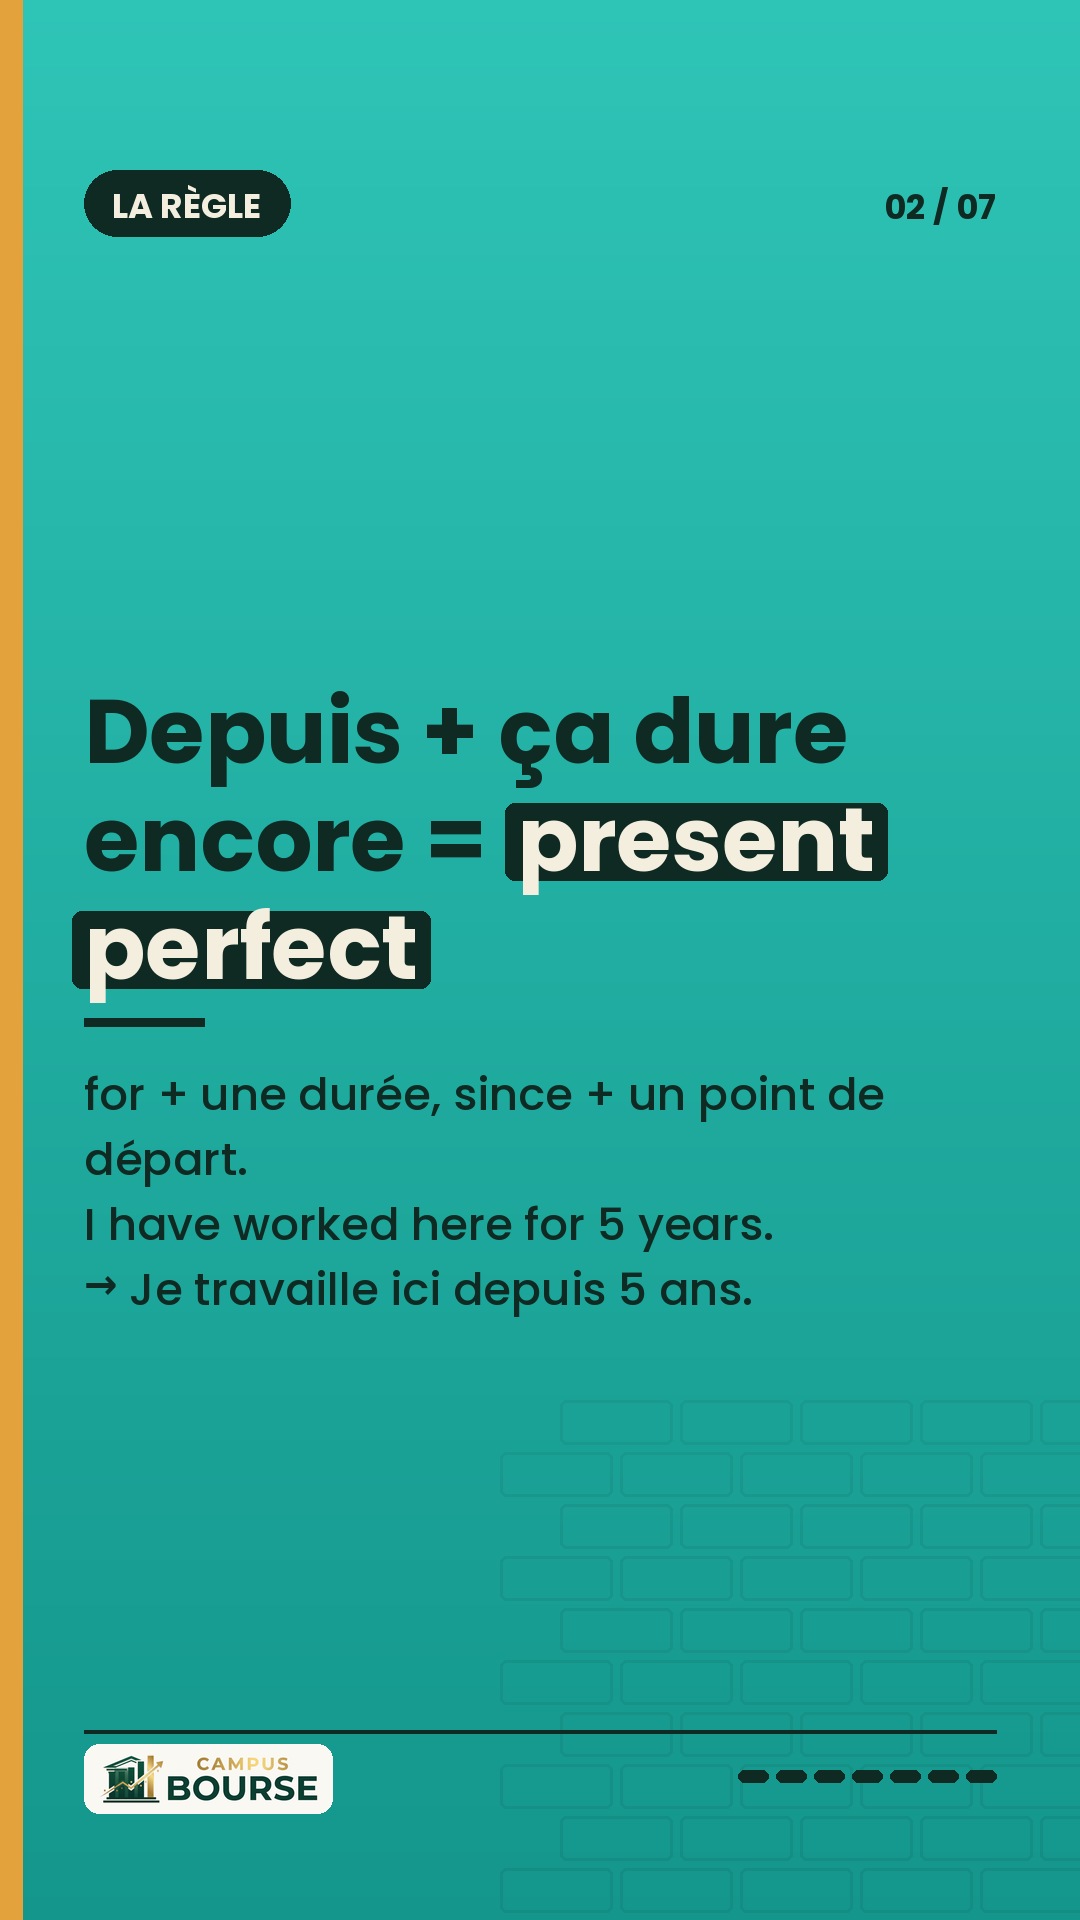 LA RÈGLE
02 / 07
Depuis + ça dure
encore = present
perfect
for + une durée, since + un point de
départ.
I have worked here for 5 years.
→ Je travaille ici depuis 5 ans.
CAMPUS
BOURSE